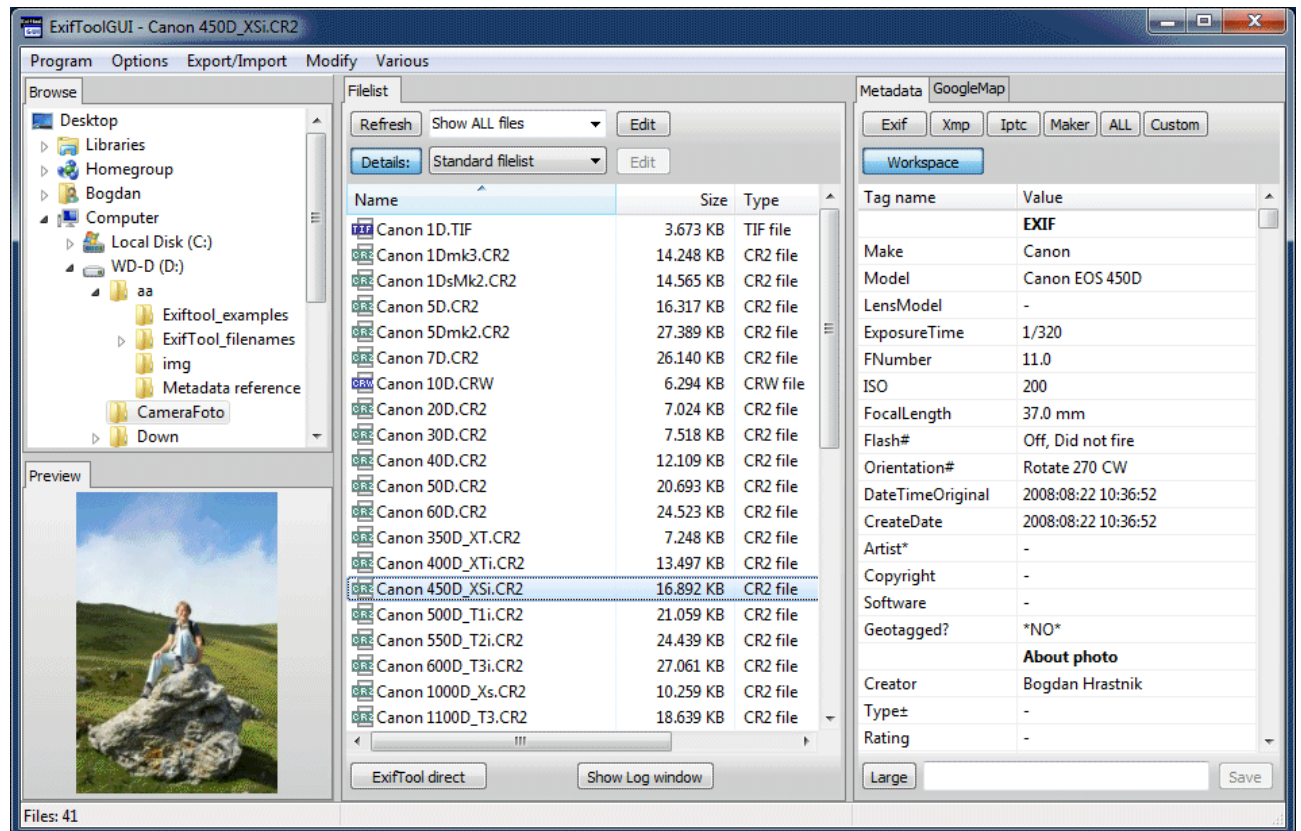 ExifToolGUI - Canon 450D_XSi.CR2
Program Options Export/Import Modify Various
Browse
Desktop
Libraries
Homegroup
Bogdan
Computer
Local Disk (C:)
WD-D (D:)
aa
Exiftool_examples
ExifTool_filenames
img
Metadata reference
CameraFoto
Down
Preview
Filelist
Refresh Show ALL files Edit
Details: Standard filelist Edit
Name Size Type
Canon 1D.TIF 3.673 KB TIF file
Canon 1Dmk3.CR2 14.248 KB CR2 file
Canon 1DsMk2.CR2 14.565 KB CR2 file
Canon 5D.CR2 16.317 KB CR2 file
Canon 5Dmk2.CR2 27.389 KB CR2 file
Canon 7D.CR2 26.140 KB CR2 file
Canon 10D.CRW 6.294 KB CRW file
Canon 20D.CR2 7.024 KB CR2 file
Canon 30D.CR2 7.518 KB CR2 file
Canon 40D.CR2 12.109 KB CR2 file
Canon 50D.CR2 20.693 KB CR2 file
Canon 60D.CR2 24.523 KB CR2 file
Canon 350D_XT.CR2 7.248 KB CR2 file
Canon 400D_XTi.CR2 13.497 KB CR2 file
Canon 450D_XSi.CR2 16.892 KB CR2 file
Canon 500D_T1i.CR2 21.059 KB CR2 file
Canon 550D_T2i.CR2 24.439 KB CR2 file
Canon 600D_T3i.CR2 27.061 KB CR2 file
Canon 1000D_Xs.CR2 10.259 KB CR2 file
Canon 1100D_T3.CR2 18.639 KB CR2 file
ExifTool direct Show Log window
Metadata GoogleMap
Exif Xmp Iptc Maker ALL Custom
Workspace
Tag name Value
EXIF
Make Canon
Model Canon EOS 450D
LensModel -
ExposureTime 1/320
FNumber 11.0
ISO 200
FocalLength 37.0 mm
Flash# Off, Did not fire
Orientation# Rotate 270 CW
DateTimeOriginal 2008:08:22 10:36:52
CreateDate 2008:08:22 10:36:52
Artist* -
Copyright -
Software -
Geotagged? *NO*
About photo
Creator Bogdan Hrastnik
Type± -
Rating -
Large Save
Files: 41